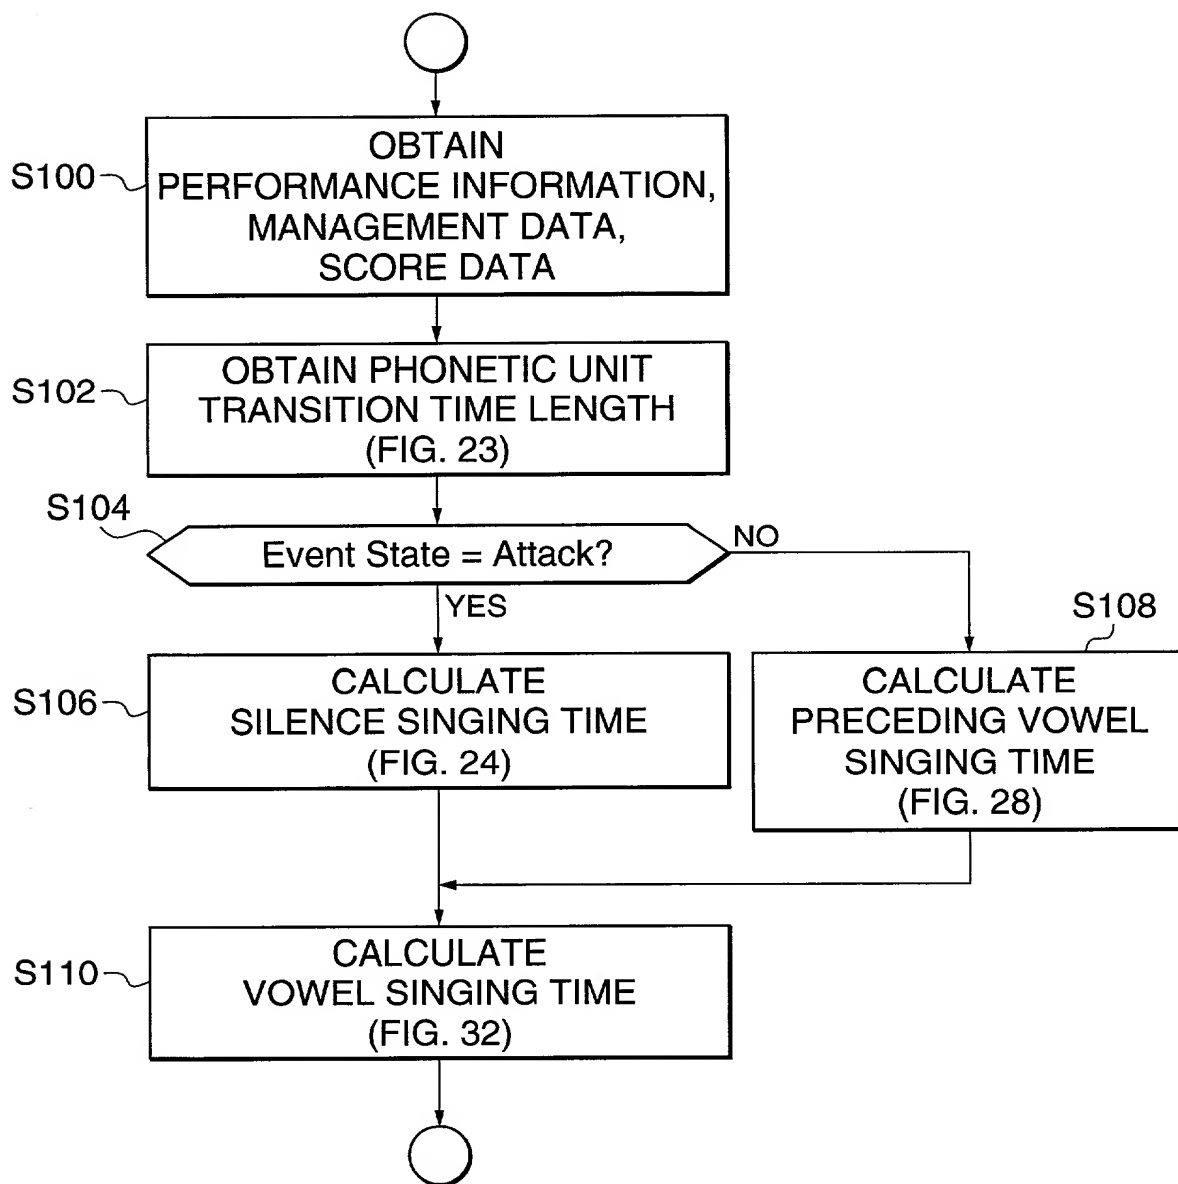 S100
OBTAIN
PERFORMANCE INFORMATION,
MANAGEMENT DATA,
SCORE DATA
S102
OBTAIN PHONETIC UNIT
TRANSITION TIME LENGTH
(FIG. 23)
S104
Event State = Attack?
NO
YES
S106
CALCULATE
SILENCE SINGING TIME
(FIG. 24)
S108
CALCULATE
PRECEDING VOWEL
SINGING TIME
(FIG. 28)
S110
CALCULATE
VOWEL SINGING TIME
(FIG. 32)